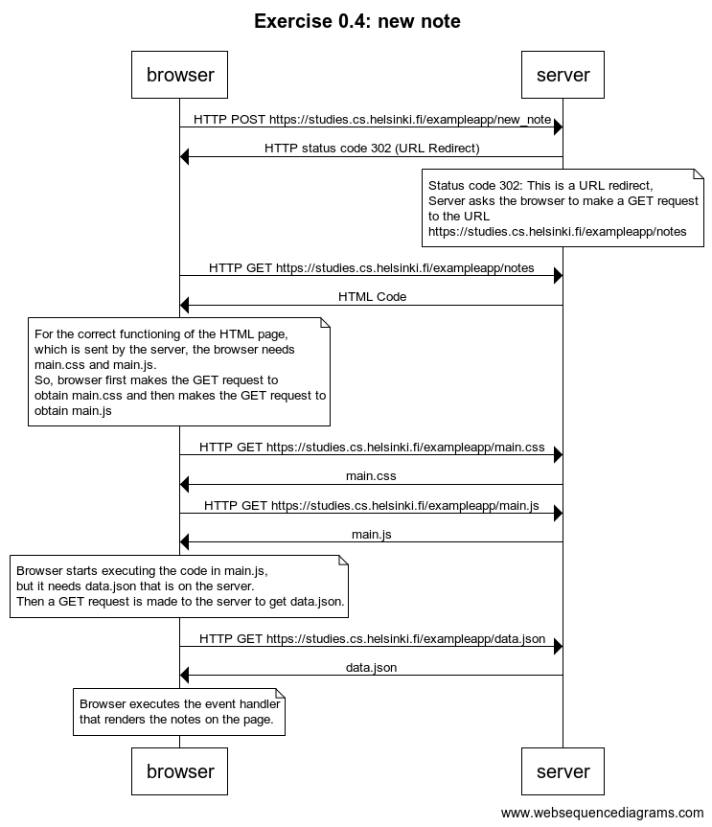 Exercise 0.4: new note
browser
server
HTTP POST https://studies.cs.helsinki.fi/exampleapp/new_note
HTTP status code 302 (URL Redirect)
Status code 302: This is a URL redirect,
Server asks the browser to make a GET request
to the URL
https://studies.cs.helsinki.fi/exampleapp/notes
HTTP GET https://studies.cs.helsinki.fi/exampleapp/notes
HTML Code
For the correct functioning of the HTML page,
which is sent by the server, the browser needs
main.css and main.js.
So, browser first makes the GET request to
obtain main.css and then makes the GET request to
obtain main.js
HTTP GET https://studies.cs.helsinki.fi/exampleapp/main.css
main.css
HTTP GET https://studies.cs.helsinki.fi/exampleapp/main.js
main.js
Browser starts executing the code in main.js,
but it needs data.json that is on the server.
Then a GET request is made to the server to get data.json.
HTTP GET https://studies.cs.helsinki.fi/exampleapp/data.json
data.json
Browser executes the event handler
that renders the notes on the page.
browser
server
www.websequencediagrams.com